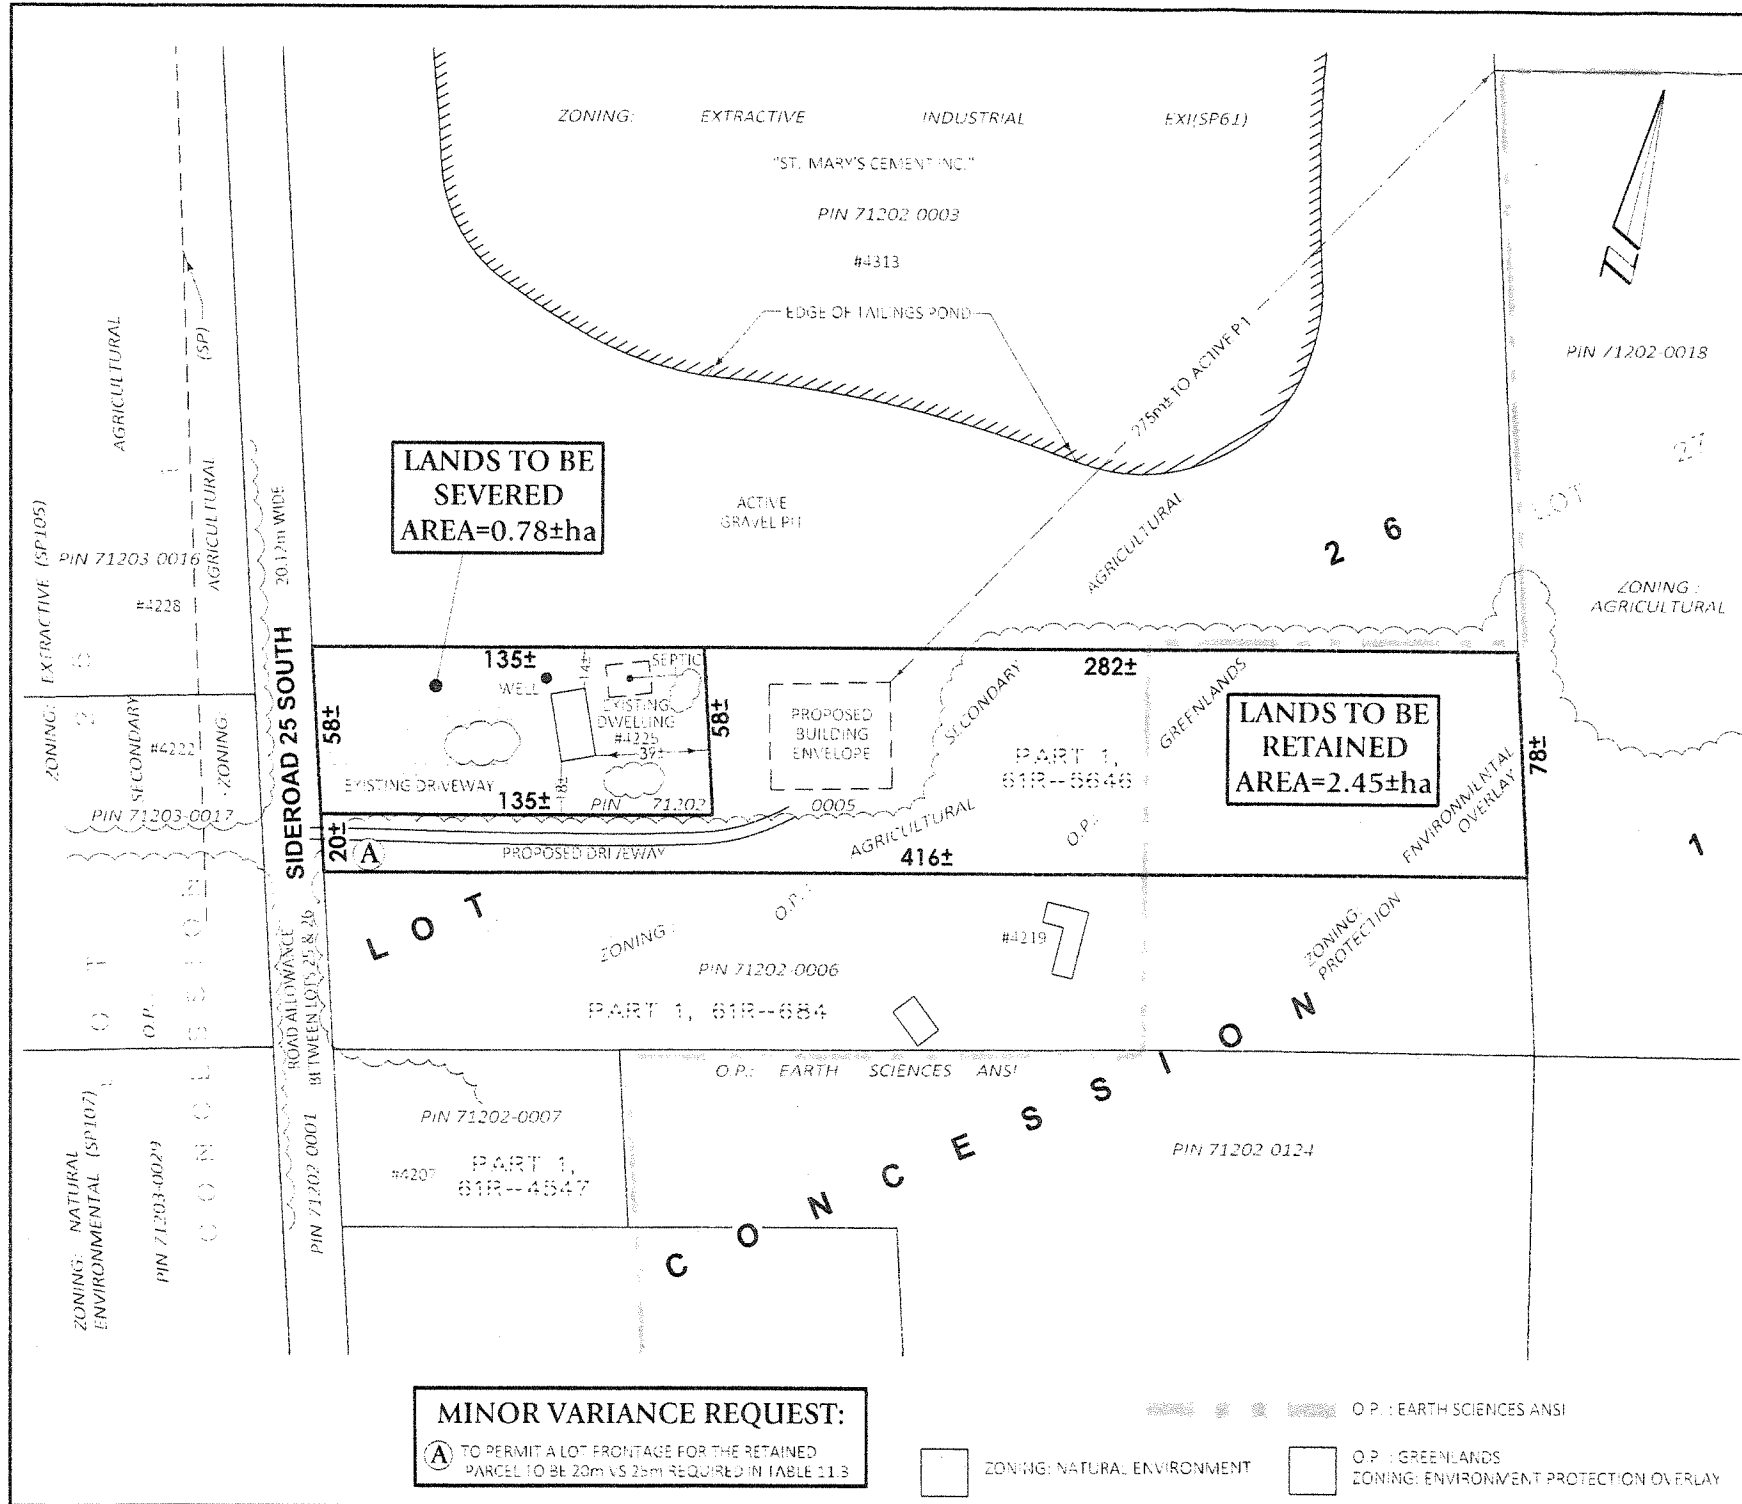 ZONING: EXTRACTIVE INDUSTRIAL EXI(SP61)
"ST. MARY'S CEMENT INC."
PIN 71202 0003
#4313
EDGE OF TAILINGS POND
275m± TO ACTIVE PIT
PIN 71202-0018
LOT 27
ZONING :
AGRICULTURAL
AGRICULTURAL
(SP)
AGRICULTURAL
ZONING: EXTRACTIVE (SP105)
PIN 71203 0016
#4228
20.12m WIDE
LANDS TO BE
SEVERED
AREA=0.78±ha
ACTIVE
GRAVEL PIT
AGRICULTURAL
2 6
SIDEROAD 25 SOUTH
135±
WELL
14±
SEPTIC
EXISTING
DWELLING
#4225
39±
58±
58±
EXISTING DRIVEWAY
135±
18±
PIN 71202
0005
PROPOSED
BUILDING
ENVELOPE
282±
SECONDARY
GREENLANDS
PART 1,
61R-6646
LANDS TO BE
RETAINED
AREA=2.45±ha
78±
ENVIRONMENTAL
OVERLAY
SECONDARY
#4222
ZONING:
PIN 71203-0017
20±
A
PROPOSED DRIVEWAY
AGRICULTURAL
O.P.:
416±
1
LOT
ZONING :
O.P.:
#4219
PIN 71202-0006
PART 1, 61R--684
ZONING:
PROTECTION
ROAD ALLOWANCE
BETWEEN LOTS 25 & 26
LOT
O.P.:
CONCESSION
O.P.: EARTH SCIENCES ANSI
PIN 71202-0007
#4207
PART 1,
61R--4547
PIN 71202 0124
CONCESSION
ZONING: NATURAL
ENVIRONMENTAL (SP107)
PIN 71203-0029
PIN 71202 0001
MINOR VARIANCE REQUEST:
A TO PERMIT A LOT FRONTAGE FOR THE RETAINED
PARCEL TO BE 20m VS 25m REQUIRED IN TABLE 11.3
O.P. : EARTH SCIENCES ANSI
ZONING: NATURAL ENVIRONMENT
O.P. : GREENLANDS
ZONING: ENVIRONMENT PROTECTION OVERLAY